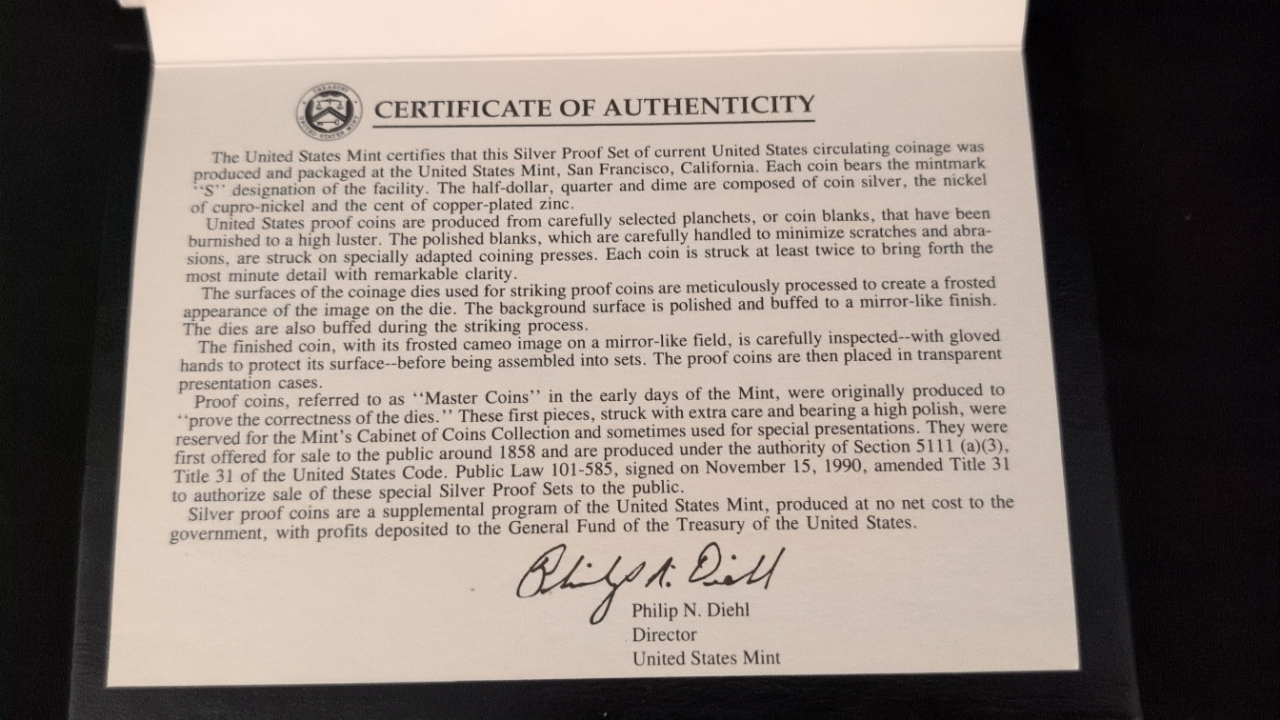 CERTIFICATE OF AUTHENTICITY
The United States Mint certifies that this Silver Proof Set of current United States circulating coinage was
produced and packaged at the United States Mint, San Francisco, California. Each coin bears the mintmark
‘‘S’’ designation of the facility. The half-dollar, quarter and dime are composed of coin silver, the nickel
of cupro-nickel and the cent of copper-plated zinc.
United States proof coins are produced from carefully selected planchets, or coin blanks, that have been
burnished to a high luster. The polished blanks, which are carefully handled to minimize scratches and abra-
sions, are struck on specially adapted coining presses. Each coin is struck at least twice to bring forth the
most minute detail with remarkable clarity.
The surfaces of the coinage dies used for striking proof coins are meticulously processed to create a frosted
appearance of the image on the die. The background surface is polished and buffed to a mirror-like finish.
The dies are also buffed during the striking process.
The finished coin, with its frosted cameo image on a mirror-like field, is carefully inspected--with gloved
hands to protect its surface--before being assembled into sets. The proof coins are then placed in transparent
presentation cases.
Proof coins, referred to as ‘‘Master Coins’’ in the early days of the Mint, were originally produced to
‘‘prove the correctness of the dies.’’ These first pieces, struck with extra care and bearing a high polish, were
reserved for the Mint's Cabinet of Coins Collection and sometimes used for special presentations. They were
first offered for sale to the public around 1858 and are produced under the authority of Section 5111 (a)(3),
Title 31 of the United States Code. Public Law 101-585, signed on November 15, 1990, amended Title 31
to authorize sale of these special Silver Proof Sets to the public.
Silver proof coins are a supplemental program of the United States Mint, produced at no net cost to the
government, with profits deposited to the General Fund of the Treasury of the United States.
Philip N. Diehl
Philip N. Diehl
Director
United States Mint